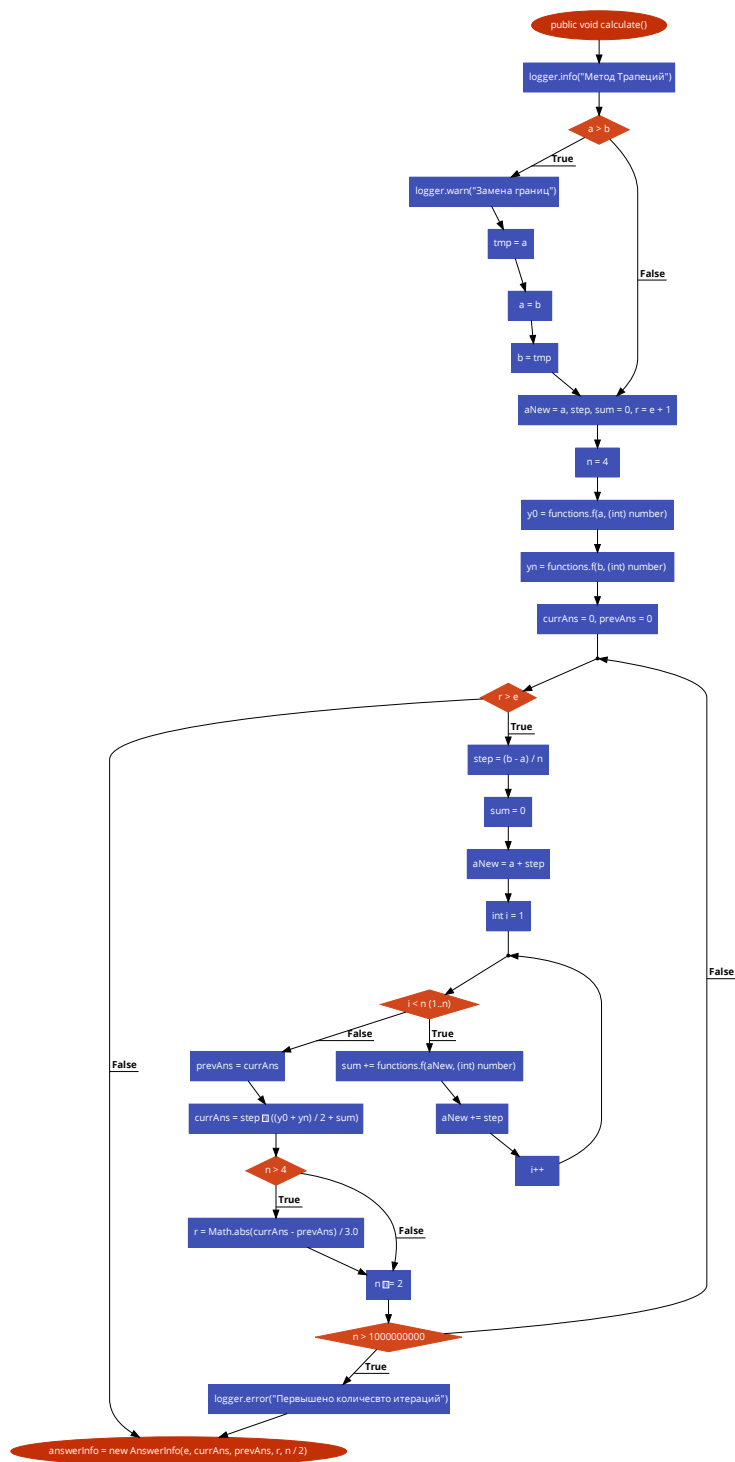 public void calculate()
logger.info("Метод Трапеций")
a > b
True
logger.warn("Замена границ")
tmp = a
False
a = b
b = tmp
aNew = a, step, sum = 0, r = e + 1
n = 4
y0 = functions.f(a, (int) number)
yn = functions.f(b, (int) number)
currAns = 0, prevAns = 0
r > e
True
step = (b - a) / n
sum = 0
aNew = a + step
int i = 1
False
i < n (1..n)
False
True
False
prevAns = currAns
sum += functions.f(aNew, (int) number)
currAns = step ▯ ((y0 + yn) / 2 + sum)
aNew += step
n > 4
i++
True
r = Math.abs(currAns - prevAns) / 3.0
False
n ▯= 2
n > 1000000000
True
logger.error("Первышено количесвто итераций")
answerInfo = new AnswerInfo(e, currAns, prevAns, r, n / 2)